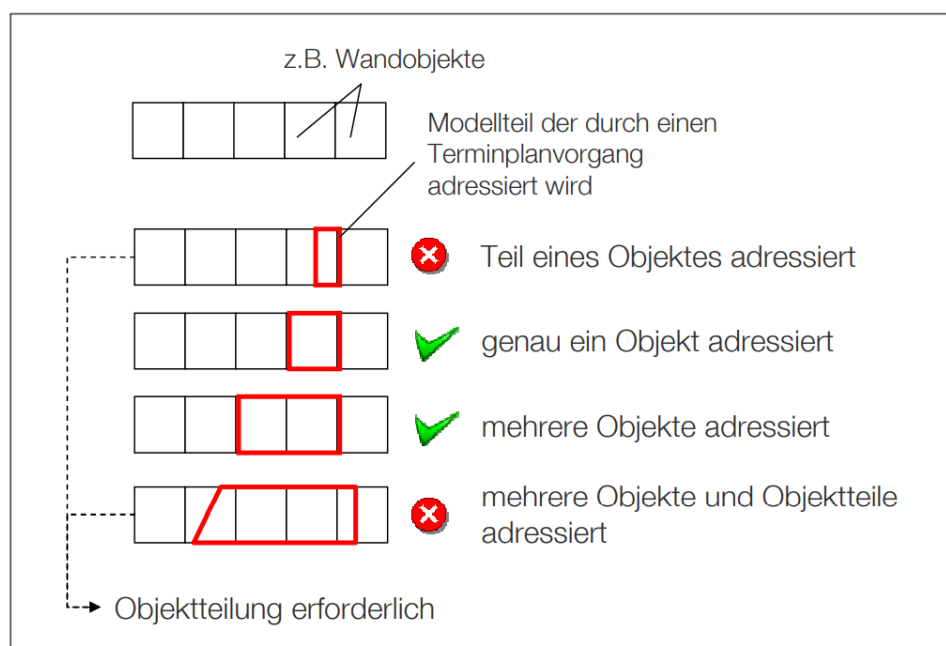 z.B. Wandobjekte
Modellteil der durch einen
Terminplanvorgang
adressiert wird
Teil eines Objektes adressiert
genau ein Objekt adressiert
mehrere Objekte adressiert
mehrere Objekte und Objektteile
adressiert
Objektteilung erforderlich